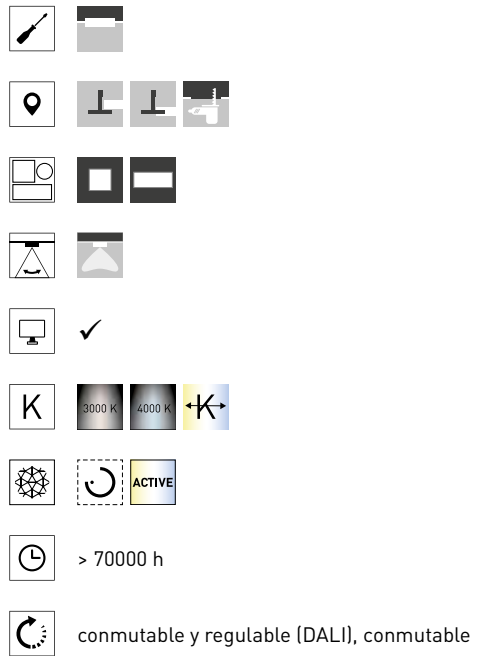 K 3000 K 4000 K K
ACTIVE
> 70000 h
conmutable y regulable (DALI), conmutable